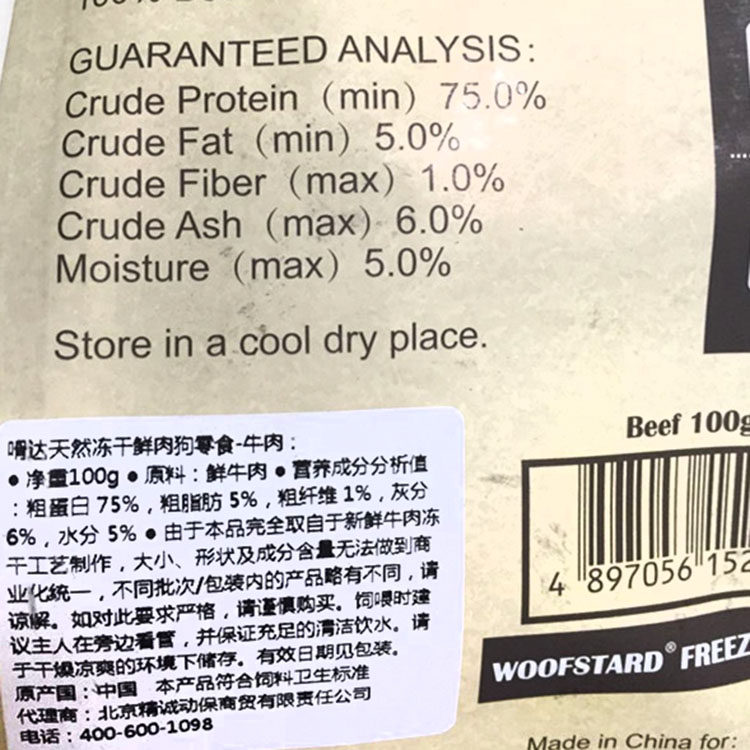 GUARANTEED ANALYSIS:
Crude Protein (min) 75.0%
Crude Fat (min) 5.0%
Crude Fiber (max) 1.0%
Crude Ash (max) 6.0%
Moisture (max) 5.0%
Store in a cool dry place.
嗗达天然冻干鲜肉狗零食-牛肉:
● 净重100g ● 原料:鲜牛肉 ● 营养成分分析值
:粗蛋白 75%,粗脂肪 5%,粗纤维 1%,灰分
6%,水分 5% ● 由于本品完全取自于新鲜牛肉冻
干工艺制作,大小、形状及成分含量无法做到商
业化统一,不同批次/包装内的产品略有不同,请
谅解。如对此要求严格,请谨慎购买。饲喂时建
议主人在旁边看管,并保证充足的清洁饮水。请
于干燥凉爽的环境下储存。有效日期见包装。
原产国:中国 本产品符合饲料卫生标准
代理商:北京精诚动保商贸有限责任公司
电话:400-600-1098
Beef 100g
4 897056 152
WOOFSTARD® FREEZ
Made in China for: